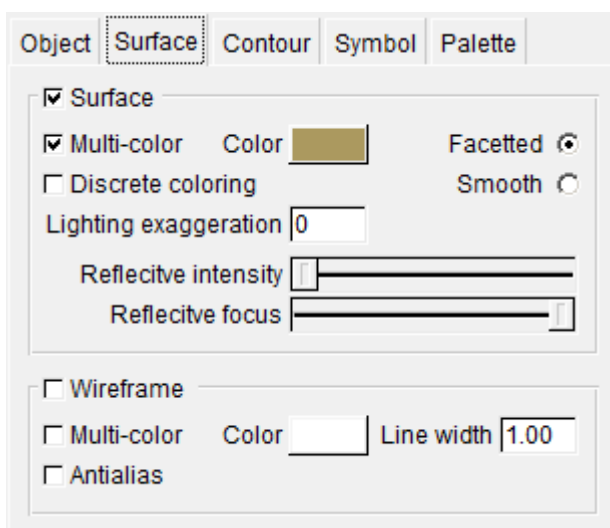 Object Surface Contour Symbol Palette
Surface
Multi-color Color Facetted
Discrete coloring Smooth
Lighting exaggeration 0
Reflecitve intensity
Reflecitve focus
Wireframe
Multi-color Color Line width 1.00
Antialias